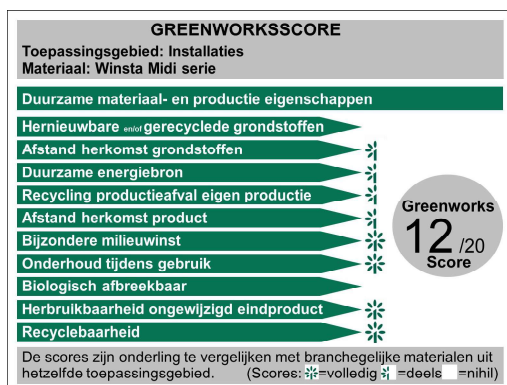 GREENWORKSSCORE
Toepassingsgebied: Installaties
Materiaal: Winsta Midi serie
Duurzame materiaal- en productie eigenschappen
Hernieuwbare en/of gerecyclede grondstoffen
Afstand herkomst grondstoffen
Duurzame energiebron
Recycling productieafval eigen productie
Afstand herkomst product
Bijzondere milieuwinst
Onderhoud tijdens gebruik
Biologisch afbreekbaar
Herbruikbaarheid ongewijzigd eindproduct
Recyclebaarheid
Greenworks
12 /20
Score
De scores zijn onderling te vergelijken met branchegelijke materialen uit
hetzelfde toepassingsgebied. (Scores: =volledig =deels =nihil)